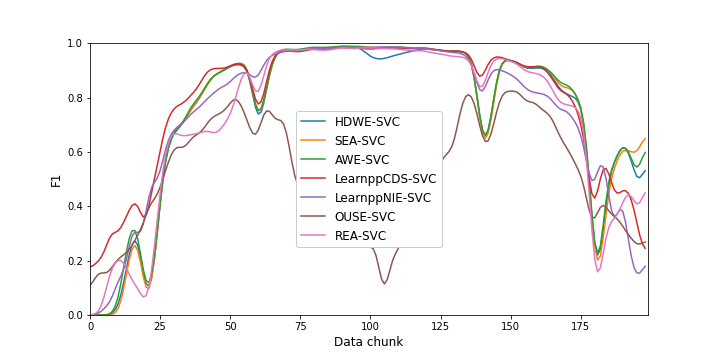 1.0
0.8
0.6
0.4
0.2
0.0
F1
HDWE-SVC
SEA-SVC
AWE-SVC
LearnppCDS-SVC
LearnppNIE-SVC
OUSE-SVC
REA-SVC
0 25 50 75 100 125 150 175
Data chunk